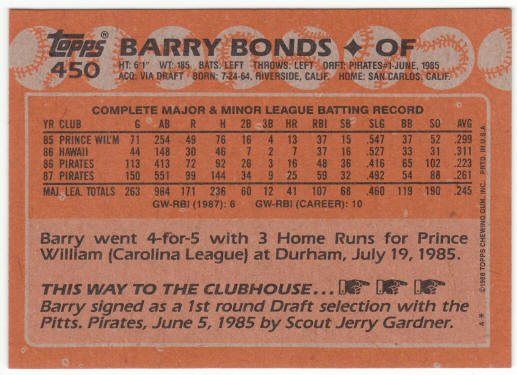 Topps BARRY BONDS ✦ OF
450 HT: 6'1" WT: 185 BATS: LEFT THROWS: LEFT DRAFT: PIRATES #1-JUNE, 1985
ACQ: VIA DRAFT BORN: 7-24-64, RIVERSIDE, CALIF. HOME: SAN CARLOS, CALIF.
COMPLETE MAJOR & MINOR LEAGUE BATTING RECORD
YR CLUB G AB R H 2B 3B HR RBI SB SLG BB SO AVG
85 PRINCE WIL'M 71 254 49 76 16 4 13 37 15 .547 37 52 .299
86 HAWAII 44 148 30 46 7 2 7 37 16 .527 33 31 .311
86 PIRATES 113 413 72 92 26 3 16 48 36 .416 65 102 .223
87 PIRATES 150 551 99 144 34 9 25 59 32 .492 54 88 .261
MAJ. LEA. TOTALS 263 964 171 236 60 12 41 107 68 .460 119 190 .245
GW-RBI (1987): 6 GW-RBI (CAREER): 10
Barry went 4-for-5 with 3 Home Runs for Prince
William (Carolina League) at Durham, July 19, 1985.
THIS WAY TO THE CLUBHOUSE...
Barry signed as a 1st round Draft selection with the
Pitts. Pirates, June 5, 1985 by Scout Jerry Gardner.
©1988 TOPPS CHEWING GUM, INC. PRTD. IN U.S.A.
A*